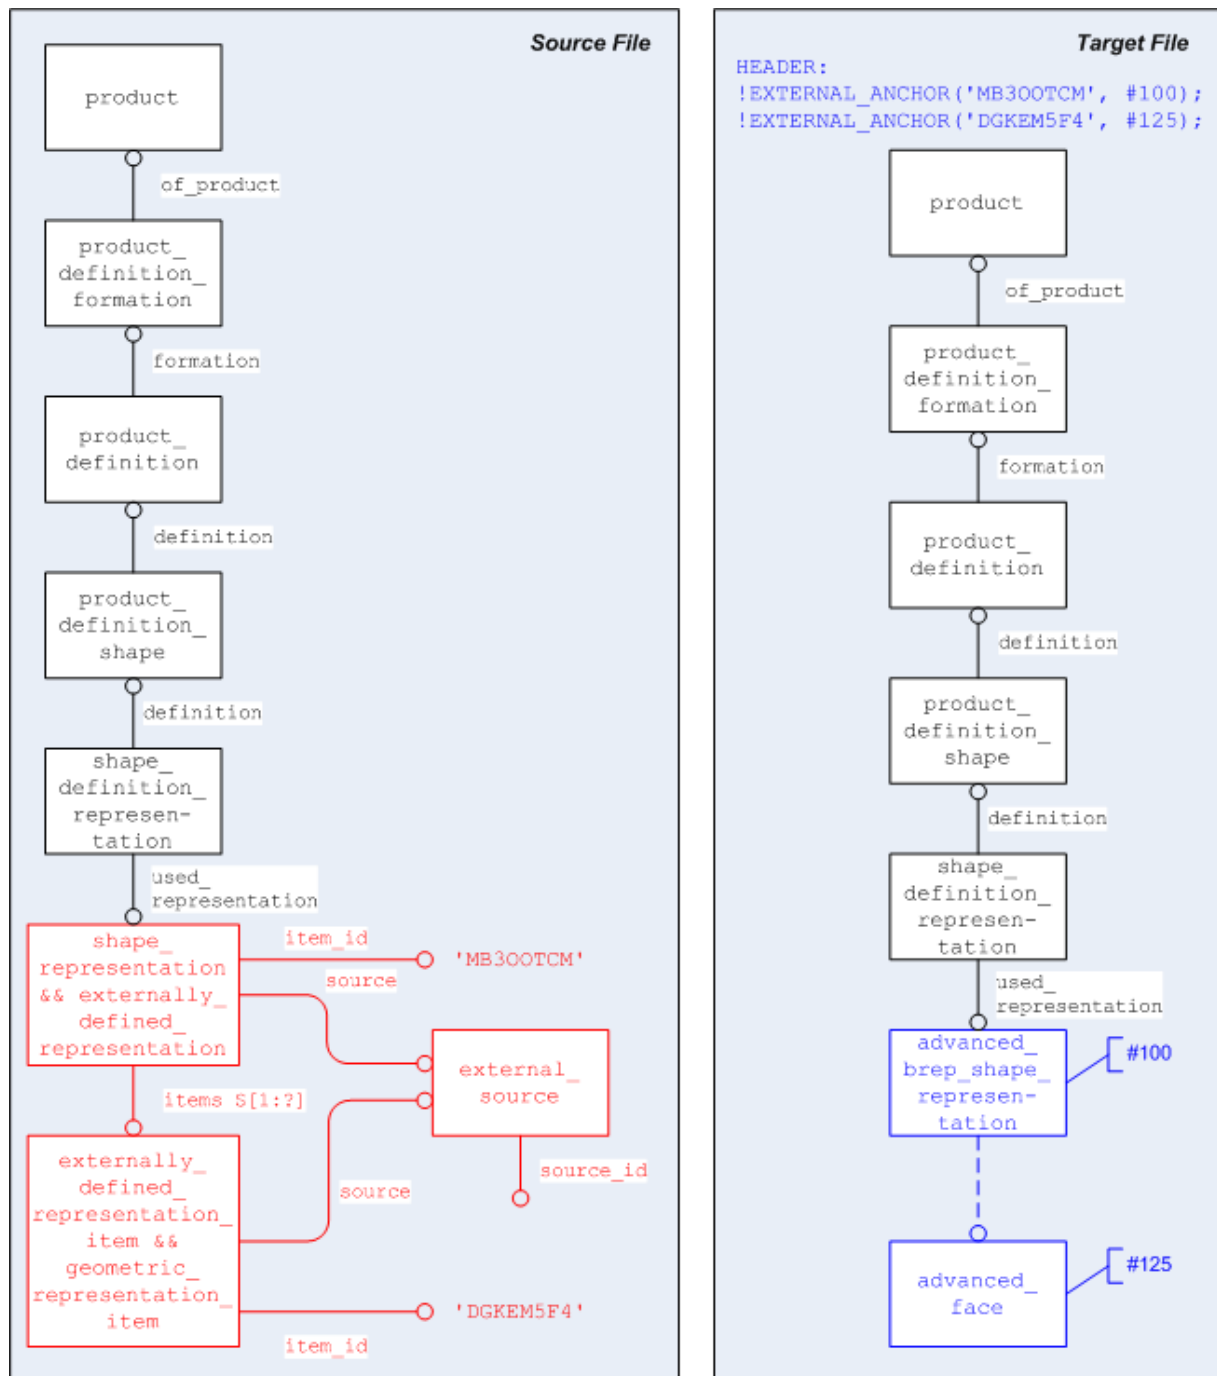 Source File
product
of_product
product_
definition_
formation
formation
product_
definition
definition
product_
definition_
shape
definition
shape_
definition_
represen-
tation
used_
representation
shape_
representation
&& externally_
defined_
representation
item_id
'MB3OOTCM'
source
external_
source
source_id
items S[1:?]
externally_
defined_
representation_
item &&
geometric_
representation_
item
source
'DGKEM5F4'
item_id
Target File
HEADER:
!EXTERNAL_ANCHOR('MB3OOTCM', #100);
!EXTERNAL_ANCHOR('DGKEM5F4', #125);
product
of_product
product_
definition_
formation
formation
product_
definition
definition
product_
definition_
shape
definition
shape_
definition_
represen-
tation
used_
representation
advanced_
brep_shape_
represen-
tation
#100
advanced_
face
#125